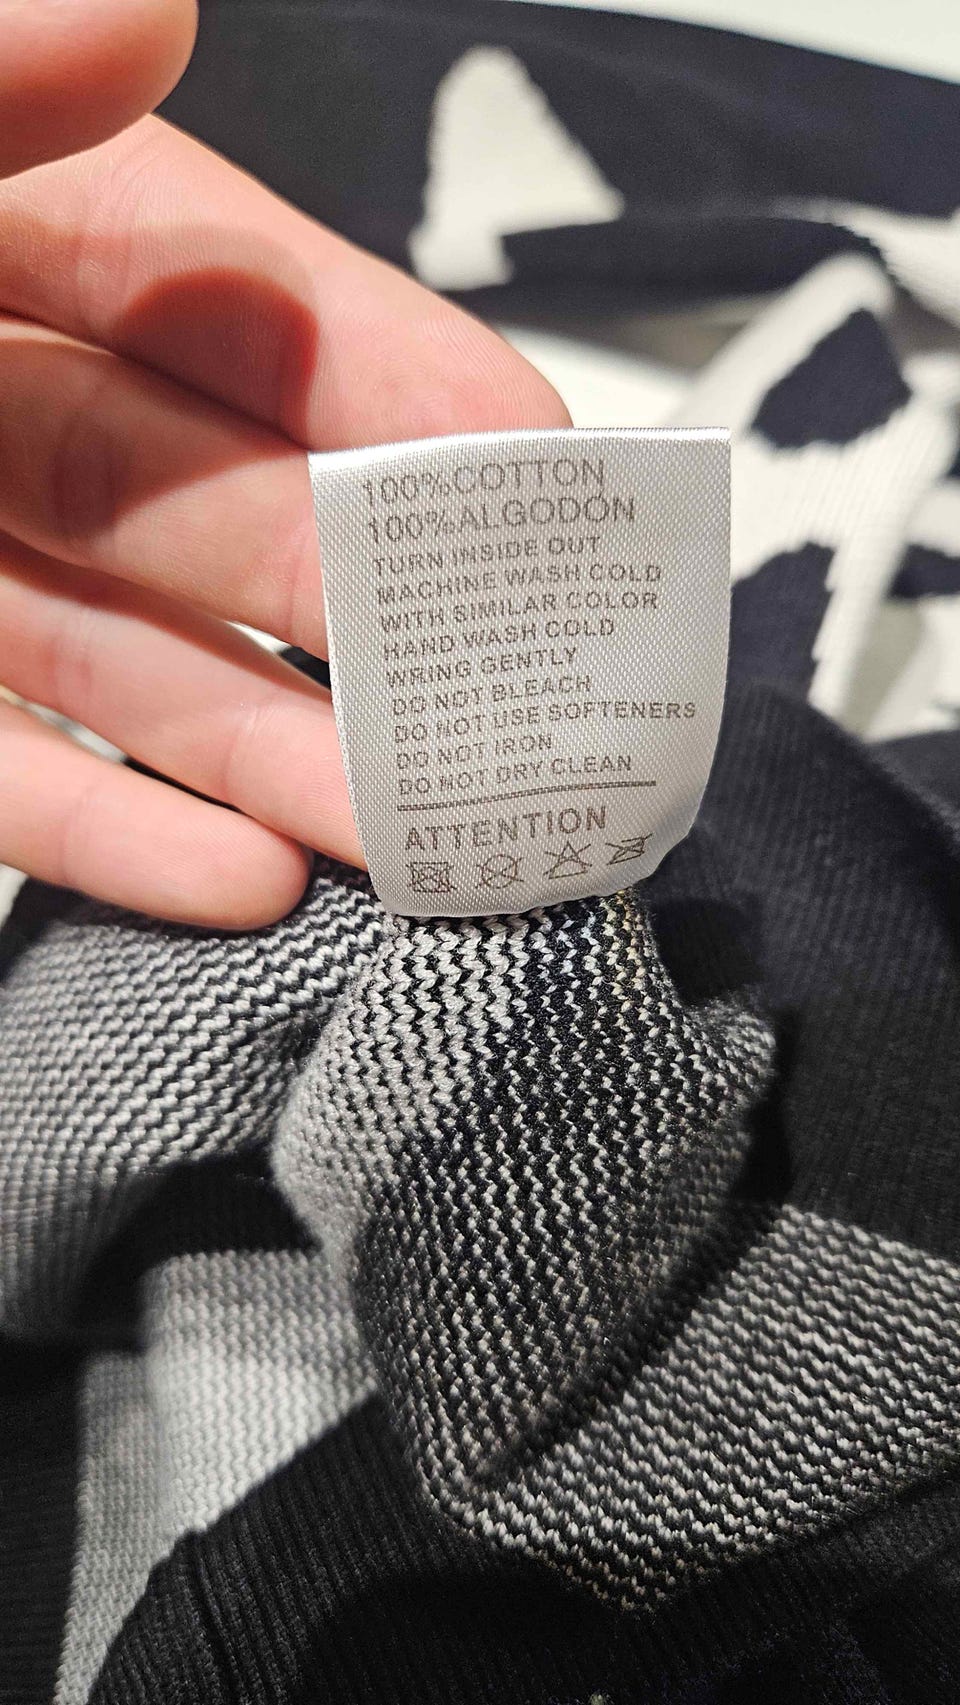 100%COTTON
100%ALGODÓN
TURN INSIDE OUT
MACHINE WASH COLD
WITH SIMILAR COLOR
HAND WASH COLD
WRING GENTLY
DO NOT BLEACH
DO NOT USE SOFTENERS
DO NOT IRON
DO NOT DRY CLEAN
ATTENTION